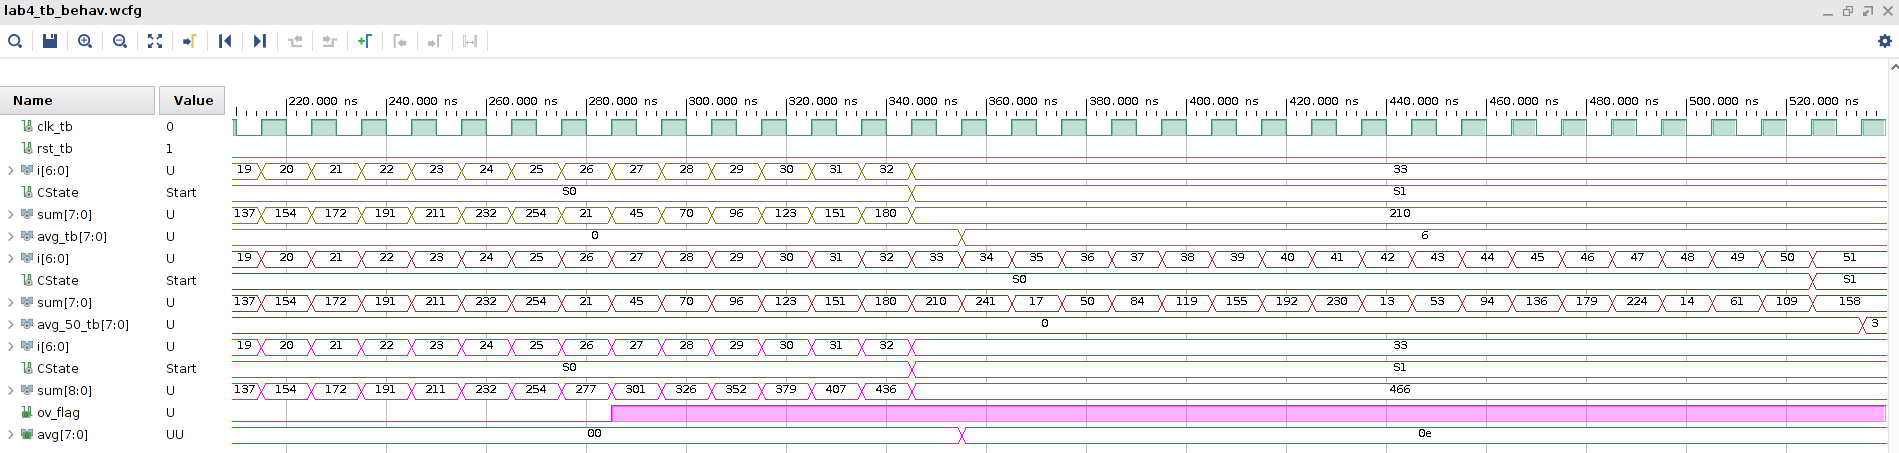 lab4_tb_behav.wcfg
Name Value 220.000 ns 240.000 ns 260.000 ns 280.000 ns 300.000 ns 320.000 ns 340.000 ns 360.000 ns 380.000 ns 400.000 ns 420.000 ns 440.000 ns 460.000 ns 480.000 ns 500.000 ns 520.000 ns
clk_tb 0
rst_tb 1
i[6:0] U 19 20 21 22 23 24 25 26 27 28 29 30 31 32 33
CState Start S0 S1
sum[7:0] U 137 154 172 191 211 232 254 21 45 70 96 123 151 180 210
avg_tb[7:0] U 0 6
i[6:0] U 19 20 21 22 23 24 25 26 27 28 29 30 31 32 33 34 35 36 37 38 39 40 41 42 43 44 45 46 47 48 49 50 51
CState Start S0 S1
sum[7:0] U 137 154 172 191 211 232 254 21 45 70 96 123 151 180 210 241 17 50 84 119 155 192 230 13 53 94 136 179 224 14 61 109 158
avg_50_tb[7:0] U 0 3
i[6:0] U 19 20 21 22 23 24 25 26 27 28 29 30 31 32 33
CState Start S0 S1
sum[8:0] U 137 154 172 191 211 232 254 277 301 326 352 379 407 436 466
ov_flag U
avg[7:0] UU 00 0e